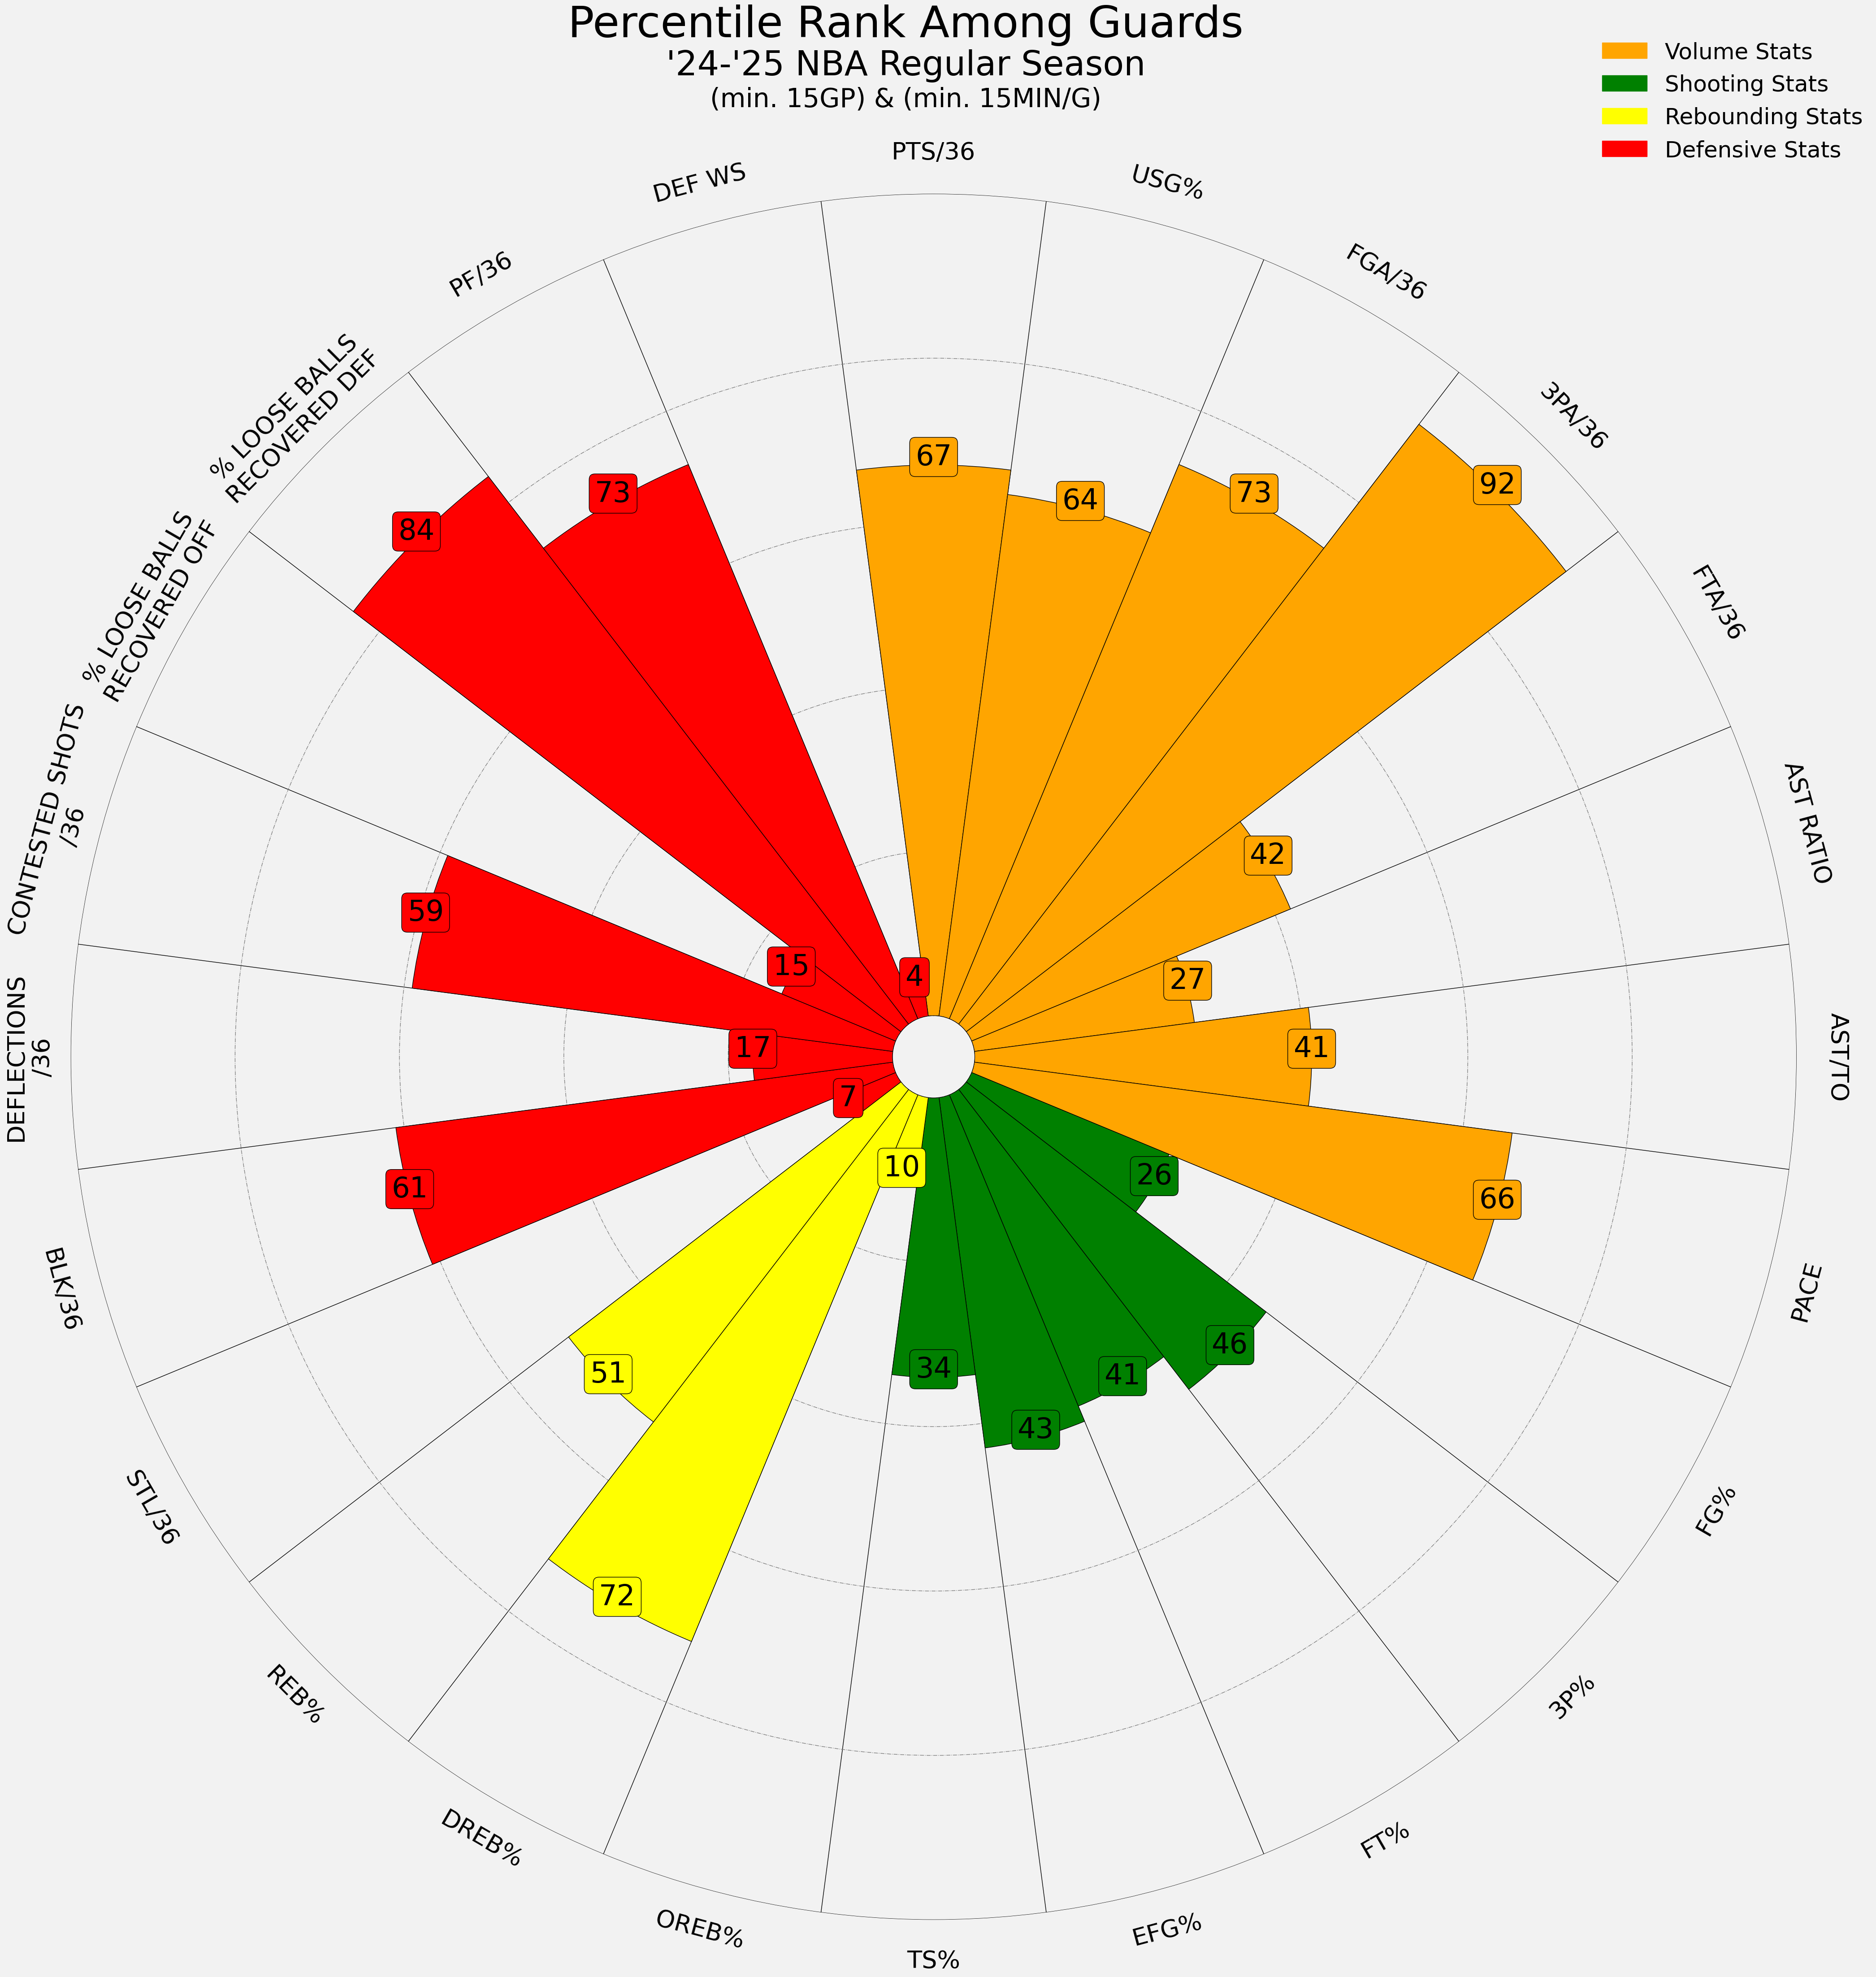 Percentile Rank Among Guards
'24-'25 NBA Regular Season
(min. 15GP) & (min. 15MIN/G)
Volume Stats
Shooting Stats
Rebounding Stats
Defensive Stats
PTS/36
67
USG%
64
FGA/36
73
3PA/36
92
FTA/36
42
AST RATIO
27
AST/TO
41
PACE
66
FG%
26
3P%
46
FT%
41
EFG%
43
TS%
34
OREB%
10
DREB%
72
REB%
51
STL/36
7
BLK/36
61
DEFLECTIONS
/36
17
CONTESTED SHOTS
/36
59
% LOOSE BALLS
RECOVERED OFF
15
% LOOSE BALLS
RECOVERED DEF
84
PF/36
73
DEF WS
4